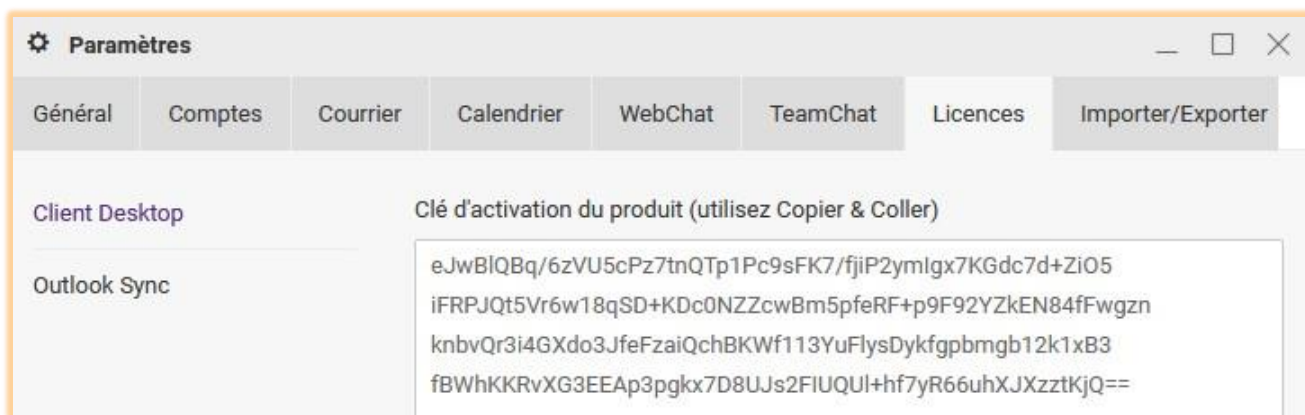 Paramètres
Général Comptes Courrier Calendrier WebChat TeamChat Licences Importer/Exporter
Client Desktop
Outlook Sync
Clé d'activation du produit (utilisez Copier & Coller)
eJwBlQBq/6zVU5cPz7tnQTp1Pc9sFK7/fjiP2ymIgx7KGdc7d+ZiO5
iFRPJQt5Vr6w18qSD+KDc0NZZcwBm5pfeRF+p9F92YZkEN84fFwgzn
knbvQr3i4GXdo3JfeFzaiQchBKWf113YuFlysDykfgpbmgb12k1xB3
fBWhKKRvXG3EEAp3pgkx7D8UJs2FIUQUl+hf7yR66uhXJXzztKjQ==